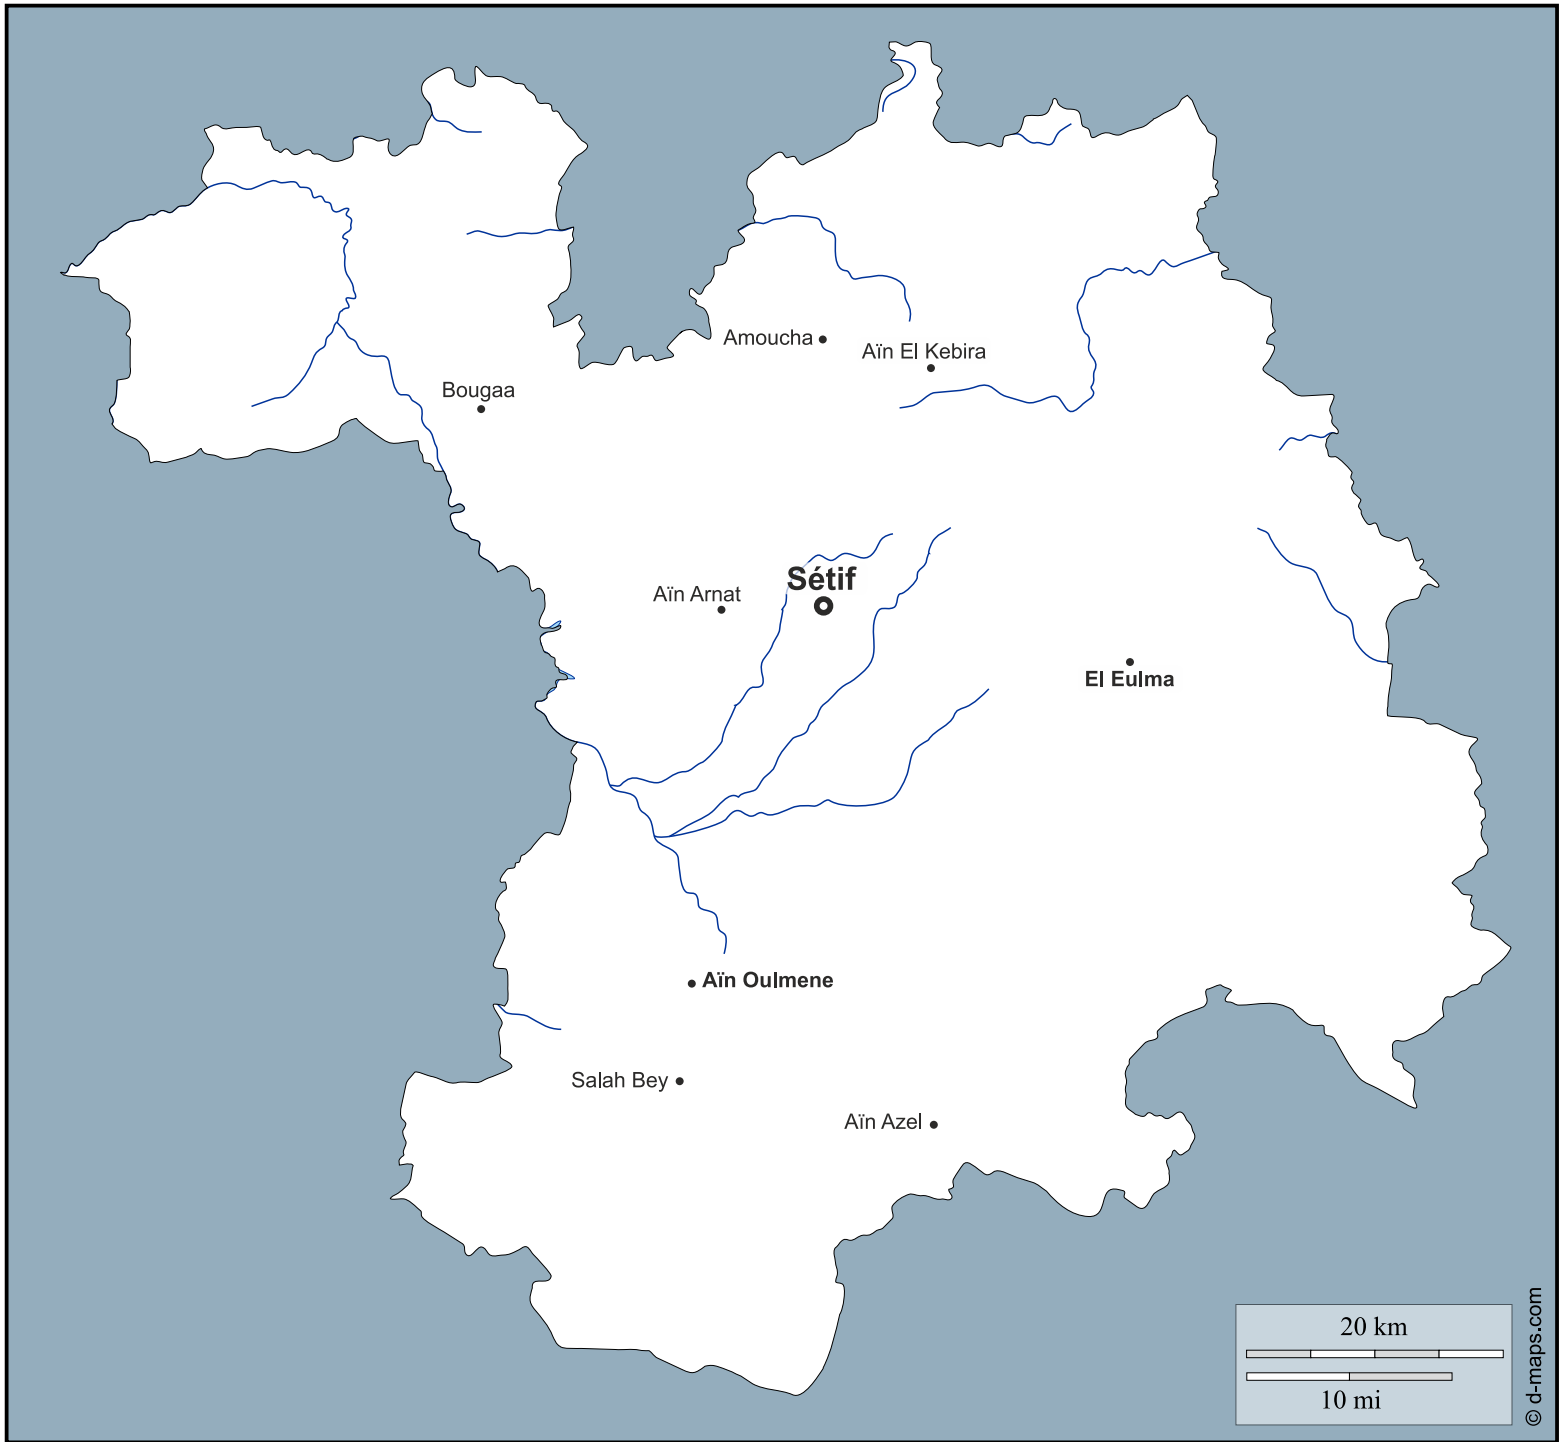 Amoucha
Aïn El Kebira
Bougaa
Sétif
Aïn Arnat
El Eulma
Aïn Oulmene
Salah Bey
Aïn Azel
20 km
10 mi
© d-maps.com